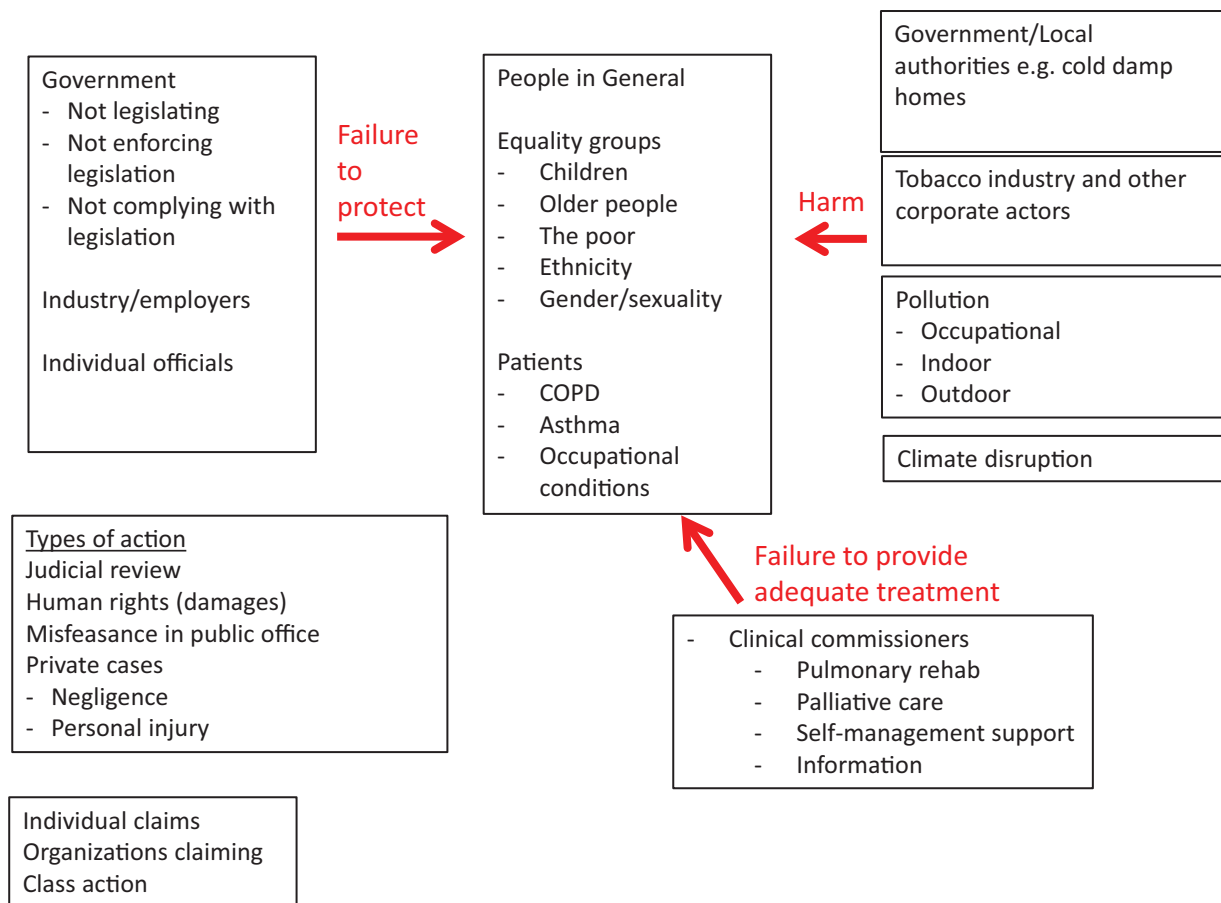 Government
- Not legislating
- Not enforcing
legislation
- Not complying with
legislation
Industry/employers
Individual officials
Failure
to
protect
People in General
Equality groups
- Children
- Older people
- The poor
- Ethnicity
- Gender/sexuality
Patients
- COPD
- Asthma
- Occupational
conditions
Harm
Government/Local
authorities e.g. cold damp
homes
Tobacco industry and other
corporate actors
Pollution
- Occupational
- Indoor
- Outdoor
Climate disruption
Failure to provide
adequate treatment
- Clinical commissioners
- Pulmonary rehab
- Palliative care
- Self-management support
- Information
Types of action
Judicial review
Human rights (damages)
Misfeasance in public office
Private cases
- Negligence
- Personal injury
Individual claims
Organizations claiming
Class action